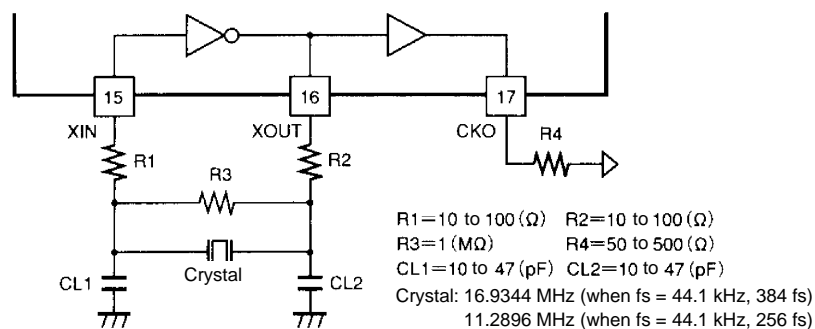 15 16 17
XIN XOUT CKO R4
R1 R2
R3
CL1 Crystal CL2
R1=10 to 100(Ω) R2=10 to 100(Ω)
R3=1(MΩ) R4=50 to 500(Ω)
CL1=10 to 47(pF) CL2=10 to 47(pF)
Crystal: 16.9344 MHz (when fs = 44.1 kHz, 384 fs)
11.2896 MHz (when fs = 44.1 kHz, 256 fs)